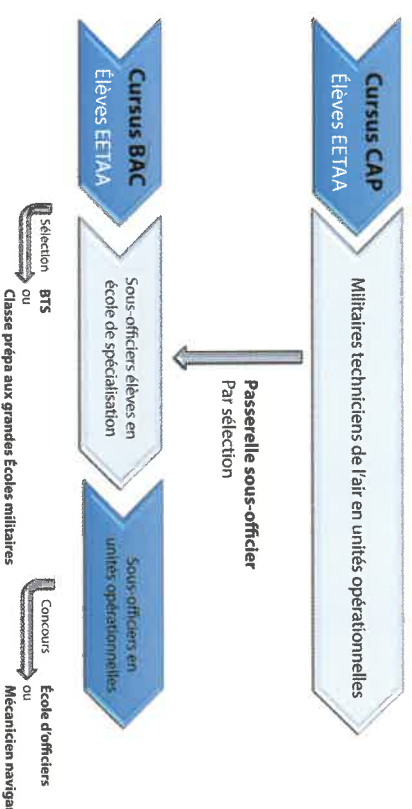 Cursus CAP
Élèves EETAA
Militaires techniciens de l'air en unités opérationnelles
Passerelle sous-officier
Par sélection
Cursus BAC
Élèves EETAA
Sous-officiers élèves en
école de spécialisation
Sous-officiers en
unités opérationnelles
Sélection
BTS
ou
Classe prépa aux grandes Écoles militaires
Concours
École d'officiers
ou
Mécanicien naviga